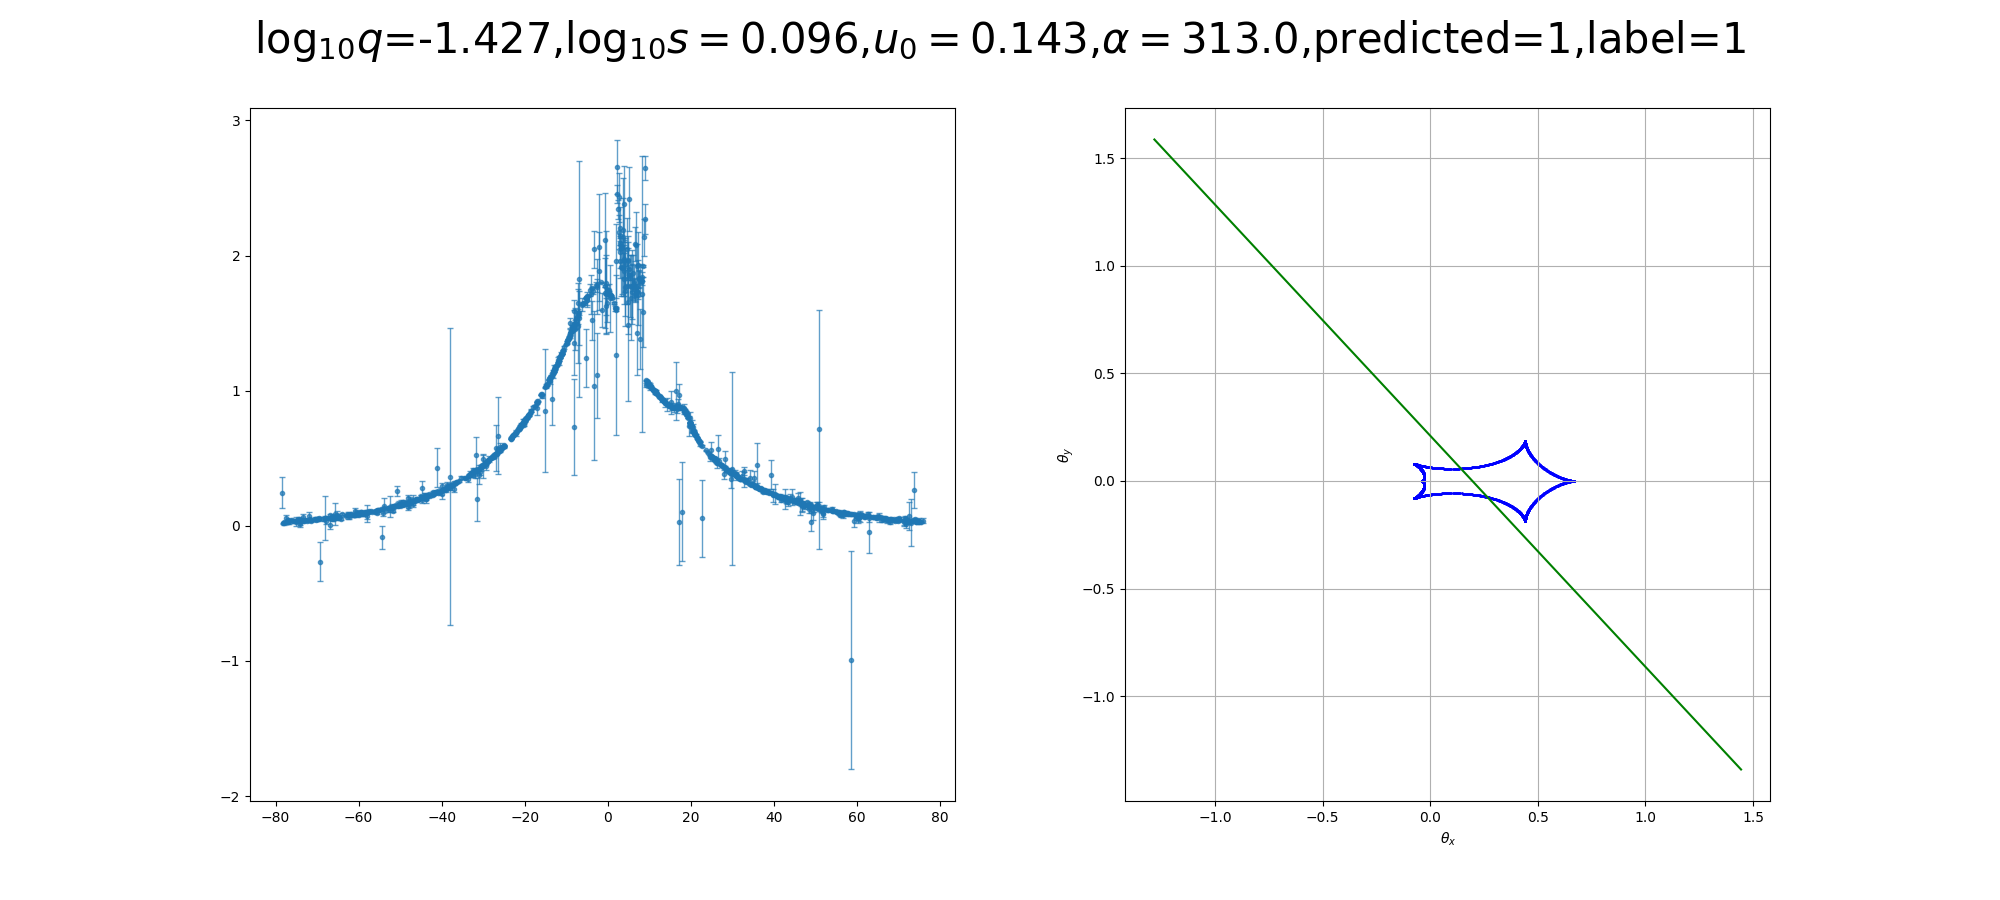 log₁₀q=-1.427,log₁₀s = 0.096,u₀ = 0.143,α = 313.0,predicted=1,label=1
3
2
1
0
−1
−2
−80 −60 −40 −20 0 20 40 60 80
1.5
1.0
0.5
0.0
−0.5
−1.0
θy
−1.0 −0.5 0.0 0.5 1.0 1.5
θx